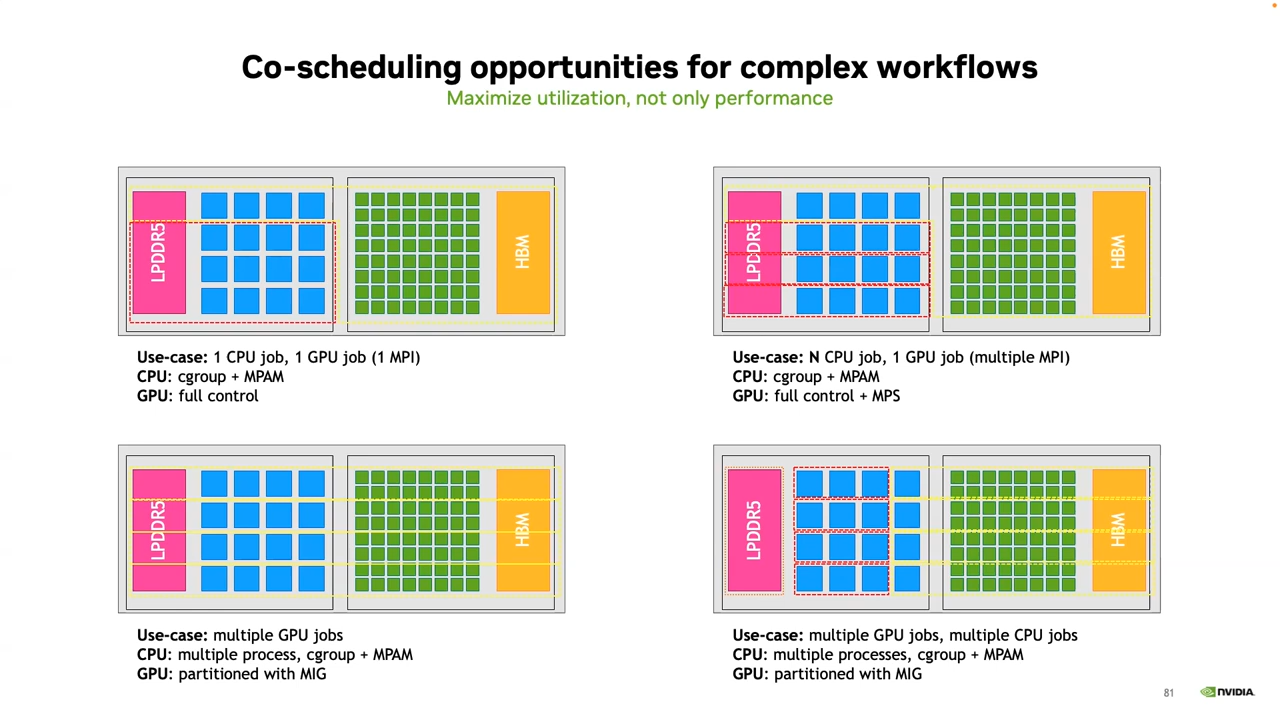 Co-scheduling opportunities for complex workflows
Maximize utilization, not only performance
LPDDR5
HBM
Use-case: 1 CPU job, 1 GPU job (1 MPI)
CPU: cgroup + MPAM
GPU: full control
LPDDR5
HBM
Use-case: N CPU job, 1 GPU job (multiple MPI)
CPU: cgroup + MPAM
GPU: full control + MPS
LPDDR5
HBM
Use-case: multiple GPU jobs
CPU: multiple process, cgroup + MPAM
GPU: partitioned with MIG
LPDDR5
HBM
Use-case: multiple GPU jobs, multiple CPU jobs
CPU: multiple processes, cgroup + MPAM
GPU: partitioned with MIG
81
NVIDIA.